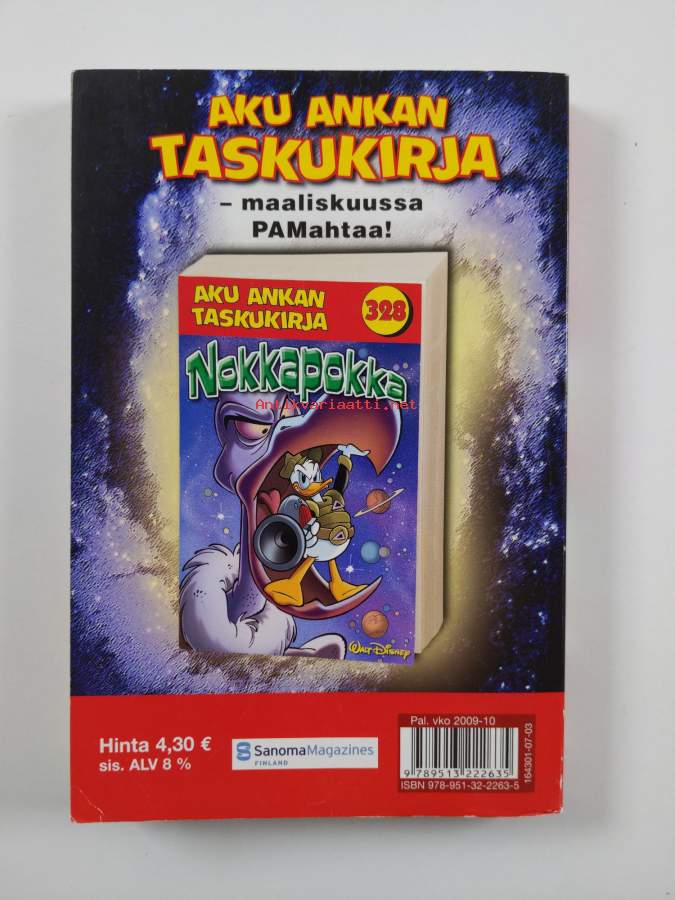 AKU ANKAN
TASKUKIRJA
– maaliskuussa
PAMahtaa!
AKU ANKAN
TASKUKIRJA
328
Nokkapokka
Antikvariaatti.net
WALT DISNEY
Hinta 4,30 €
sis. ALV 8 %
SanomaMagazines
FINLAND
Pal. vko 2009-10
9 789513 222635
ISBN 978-951-32-2263-5
164301-07-03